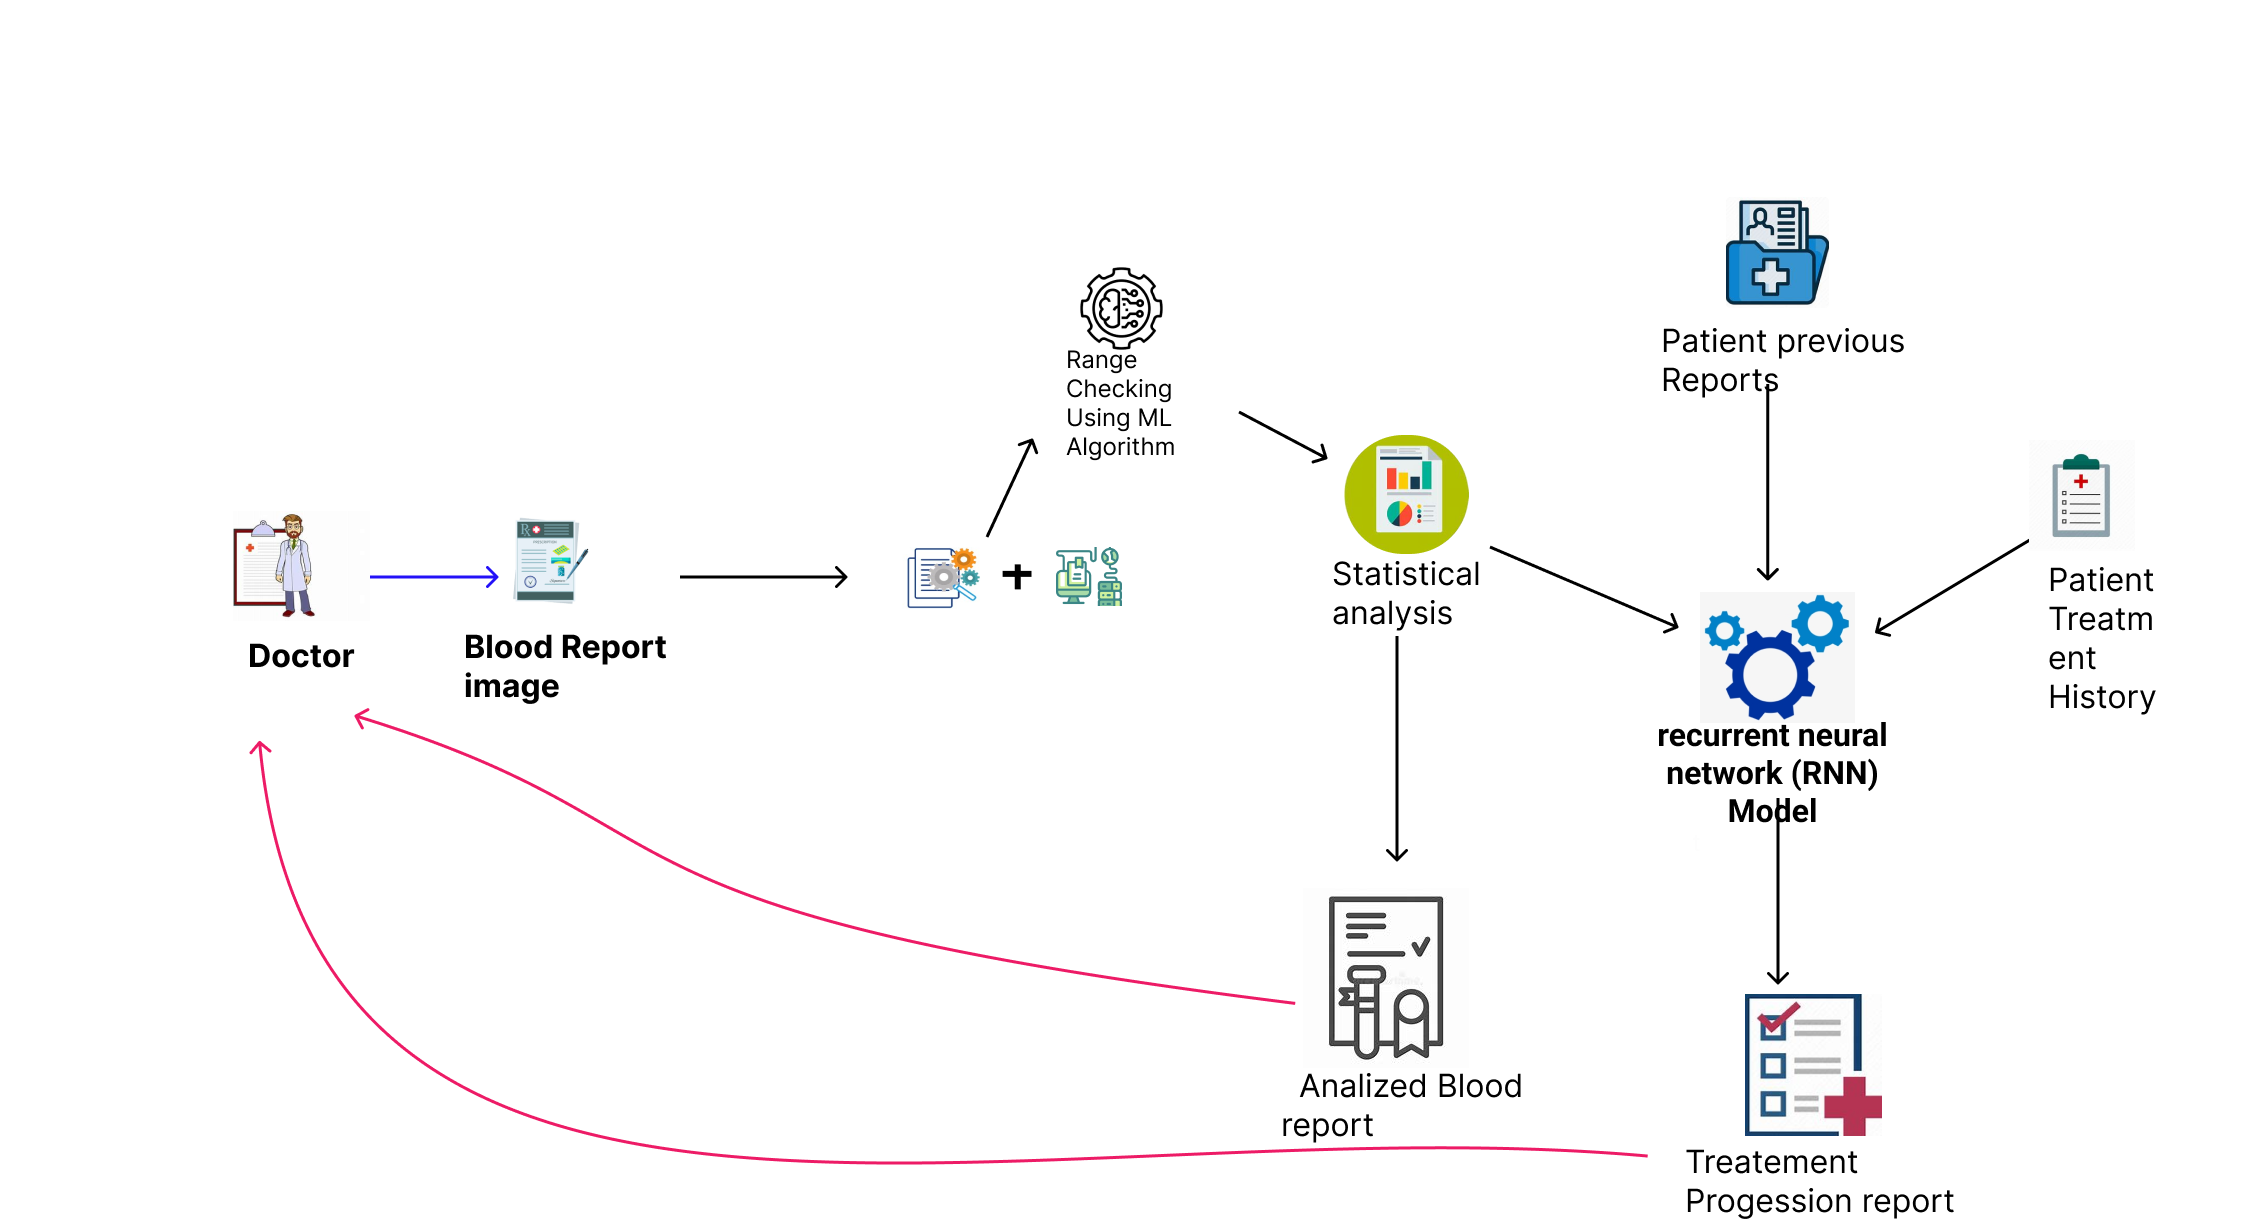 Doctor
Blood Report
image
+
Range
Checking
Using ML
Algorithm
Statistical
analysis
Patient previous
Reports
Patient
Treatm
ent
History
recurrent neural
network (RNN)
Model
Analized Blood
report
Treatement
Progession report